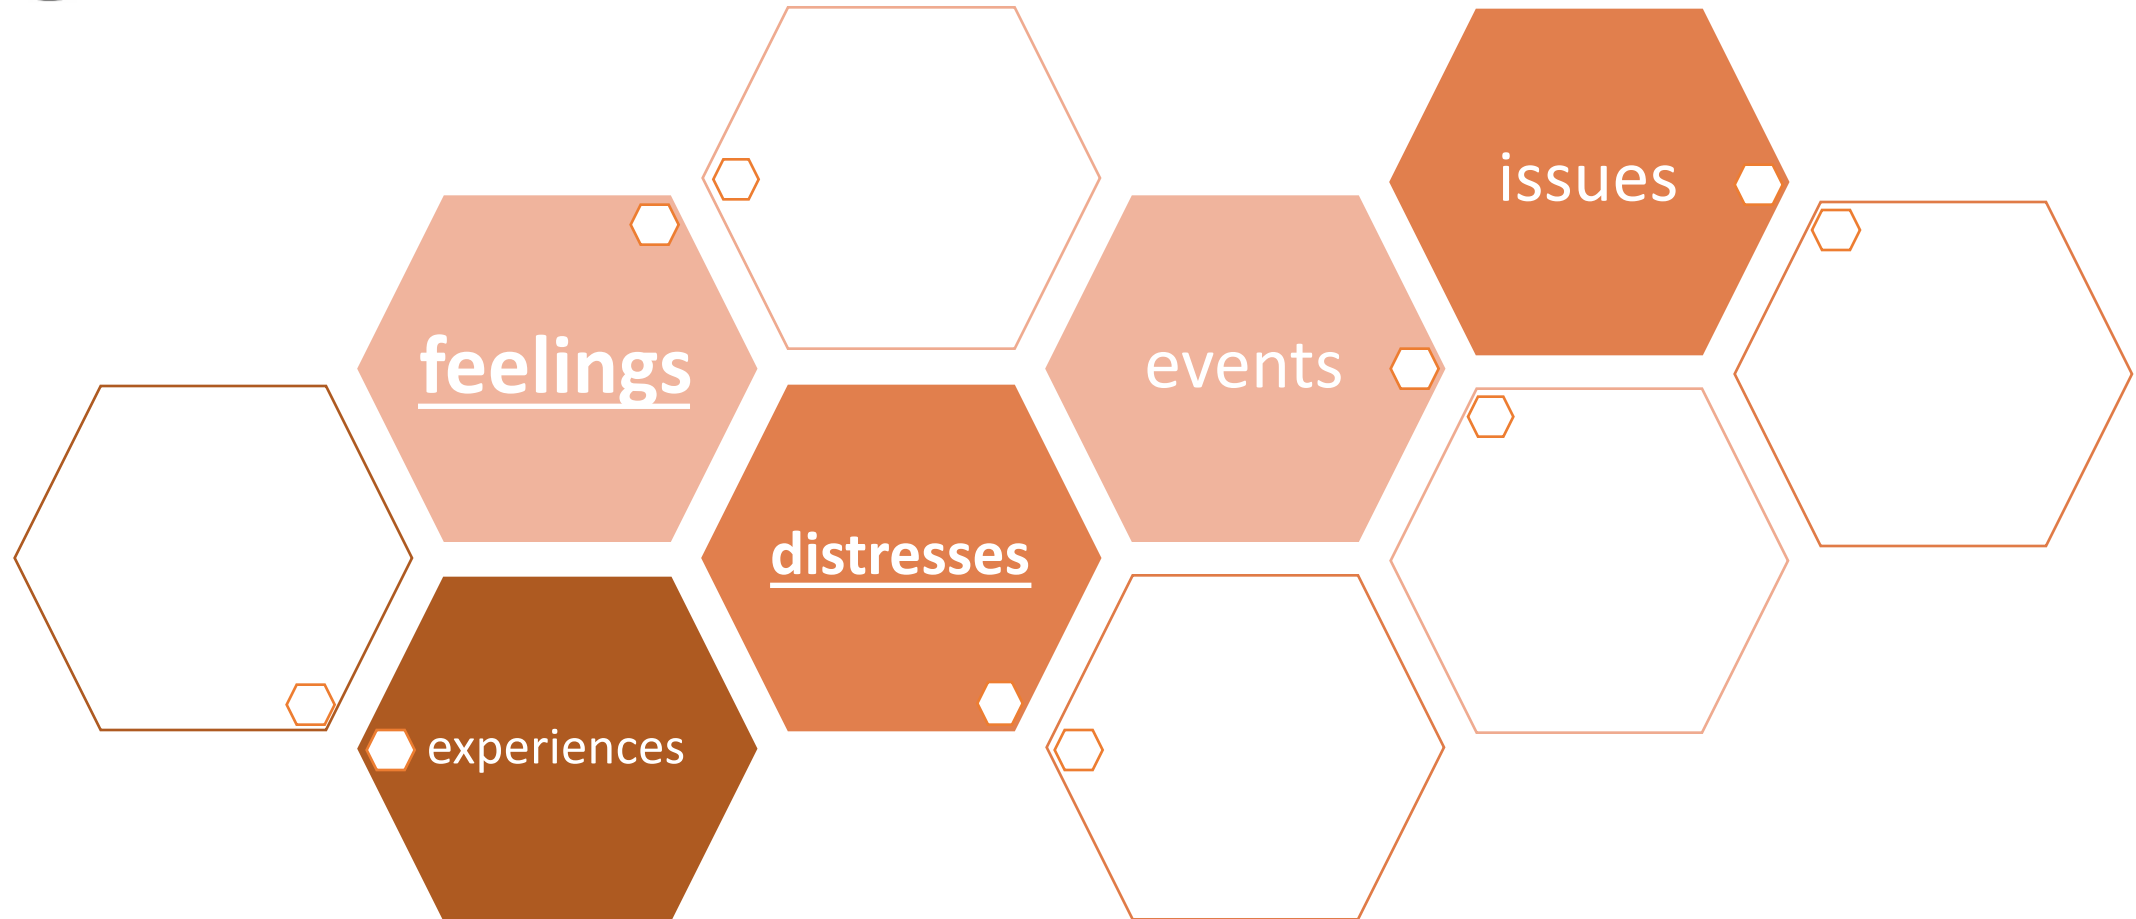 issues
feelings
events
distresses
experiences